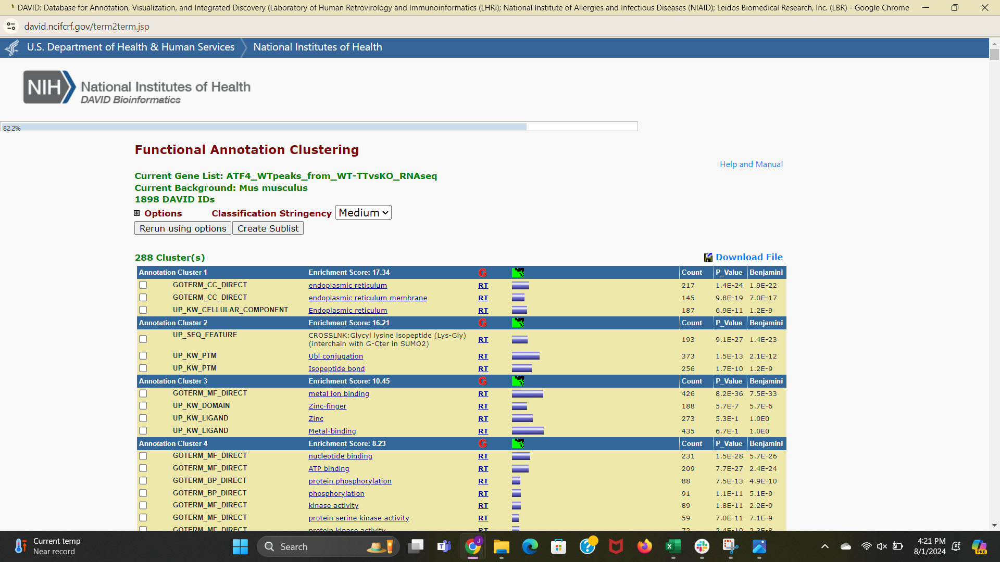 DAVID: Database for Annotation, Visualization, and Integrated Discovery (Laboratory of Human Retrovirology and Immunoinformatics (LHRI); National Institute of Allergies and Infectious Diseases (NIAID); Leidos Biomedical Research, Inc. (LBR) - Google Chrome
david.ncifcrf.gov/term2term.jsp
U.S. Department of Health & Human Services National Institutes of Health
NIH National Institutes of Health
DAVID Bioinformatics
82.2%
Functional Annotation Clustering
Help and Manual
Current Gene List: ATF4_WTpeaks_from_WT-TTvsKO_RNAseq
Current Background: Mus musculus
1898 DAVID IDs
Options Classification Stringency Medium
Rerun using options Create Sublist
288 Cluster(s) Download File
Annotation Cluster 1 Enrichment Score: 17.34 G Count P_Value Benjamini
GOTERM_CC_DIRECT endoplasmic reticulum RT 217 1.4E-24 1.9E-22
GOTERM_CC_DIRECT endoplasmic reticulum membrane RT 145 9.8E-19 7.0E-17
UP_KW_CELLULAR_COMPONENT Endoplasmic reticulum RT 187 6.9E-11 1.2E-9
Annotation Cluster 2 Enrichment Score: 16.21 G Count P_Value Benjamini
UP_SEQ_FEATURE CROSSLNK:Glycyl lysine isopeptide (Lys-Gly)
(interchain with G-Cter in SUMO2) RT 193 9.1E-27 1.4E-23
UP_KW_PTM Ubl conjugation RT 373 1.5E-13 2.1E-12
UP_KW_PTM Isopeptide bond RT 256 1.7E-10 1.2E-9
Annotation Cluster 3 Enrichment Score: 10.45 G Count P_Value Benjamini
GOTERM_MF_DIRECT metal ion binding RT 426 8.2E-36 7.5E-33
UP_KW_DOMAIN Zinc-finger RT 188 5.7E-7 5.7E-6
UP_KW_LIGAND Zinc RT 273 5.3E-1 1.0E0
UP_KW_LIGAND Metal-binding RT 435 6.7E-1 1.0E0
Annotation Cluster 4 Enrichment Score: 8.23 G Count P_Value Benjamini
GOTERM_MF_DIRECT nucleotide binding RT 231 1.5E-28 5.7E-26
GOTERM_MF_DIRECT ATP binding RT 209 7.7E-27 2.4E-24
GOTERM_BP_DIRECT protein phosphorylation RT 88 7.5E-13 4.9E-10
GOTERM_BP_DIRECT phosphorylation RT 91 1.1E-11 5.1E-9
GOTERM_MF_DIRECT kinase activity RT 89 1.8E-11 2.2E-9
GOTERM_MF_DIRECT protein serine kinase activity RT 59 7.0E-11 7.1E-9
GOTERM_MF_DIRECT protein kinase activity RT 72 2.4E-10 2.3E-8
Current temp
Near record
Search
J
PRE
4:21 PM
8/1/2024